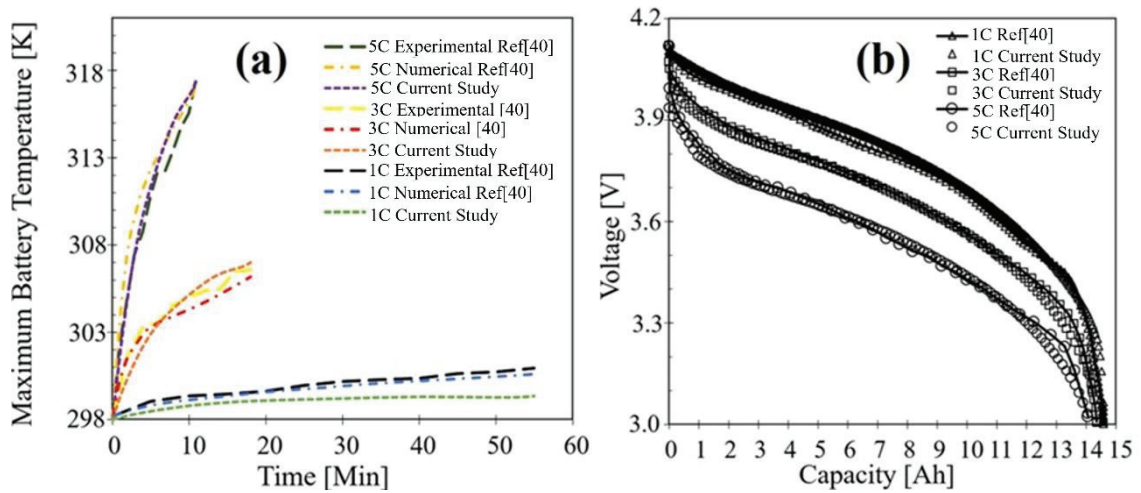 (a)
Maximum Battery Temperature [K]
318
313
308
303
298
5C Experimental Ref[40]
5C Numerical Ref[40]
5C Current Study
3C Experimental [40]
3C Numerical [40]
3C Current Study
1C Experimental Ref[40]
1C Numerical Ref[40]
1C Current Study
0 10 20 30 40 50 60
Time [Min]
(b)
Voltage [V]
4.2
3.9
3.6
3.3
3.0
1C Ref[40]
1C Current Study
3C Ref[40]
3C Current Study
5C Ref[40]
5C Current Study
0 1 2 3 4 5 6 7 8 9 10 11 12 13 14 15
Capacity [Ah]